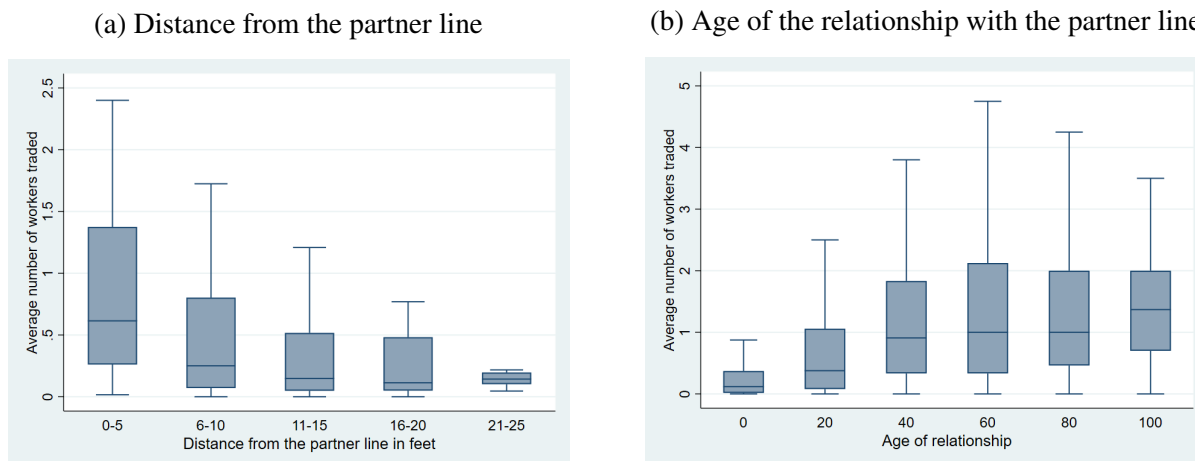 (a) Distance from the partner line
Average number of workers traded
2.5
2
1.5
1
.5
0
0-5 6-10 11-15 16-20 21-25
Distance from the partner line in feet
(b) Age of the relationship with the partner line
Average number of workers traded
5
4
3
2
1
0
0 20 40 60 80 100
Age of relationship